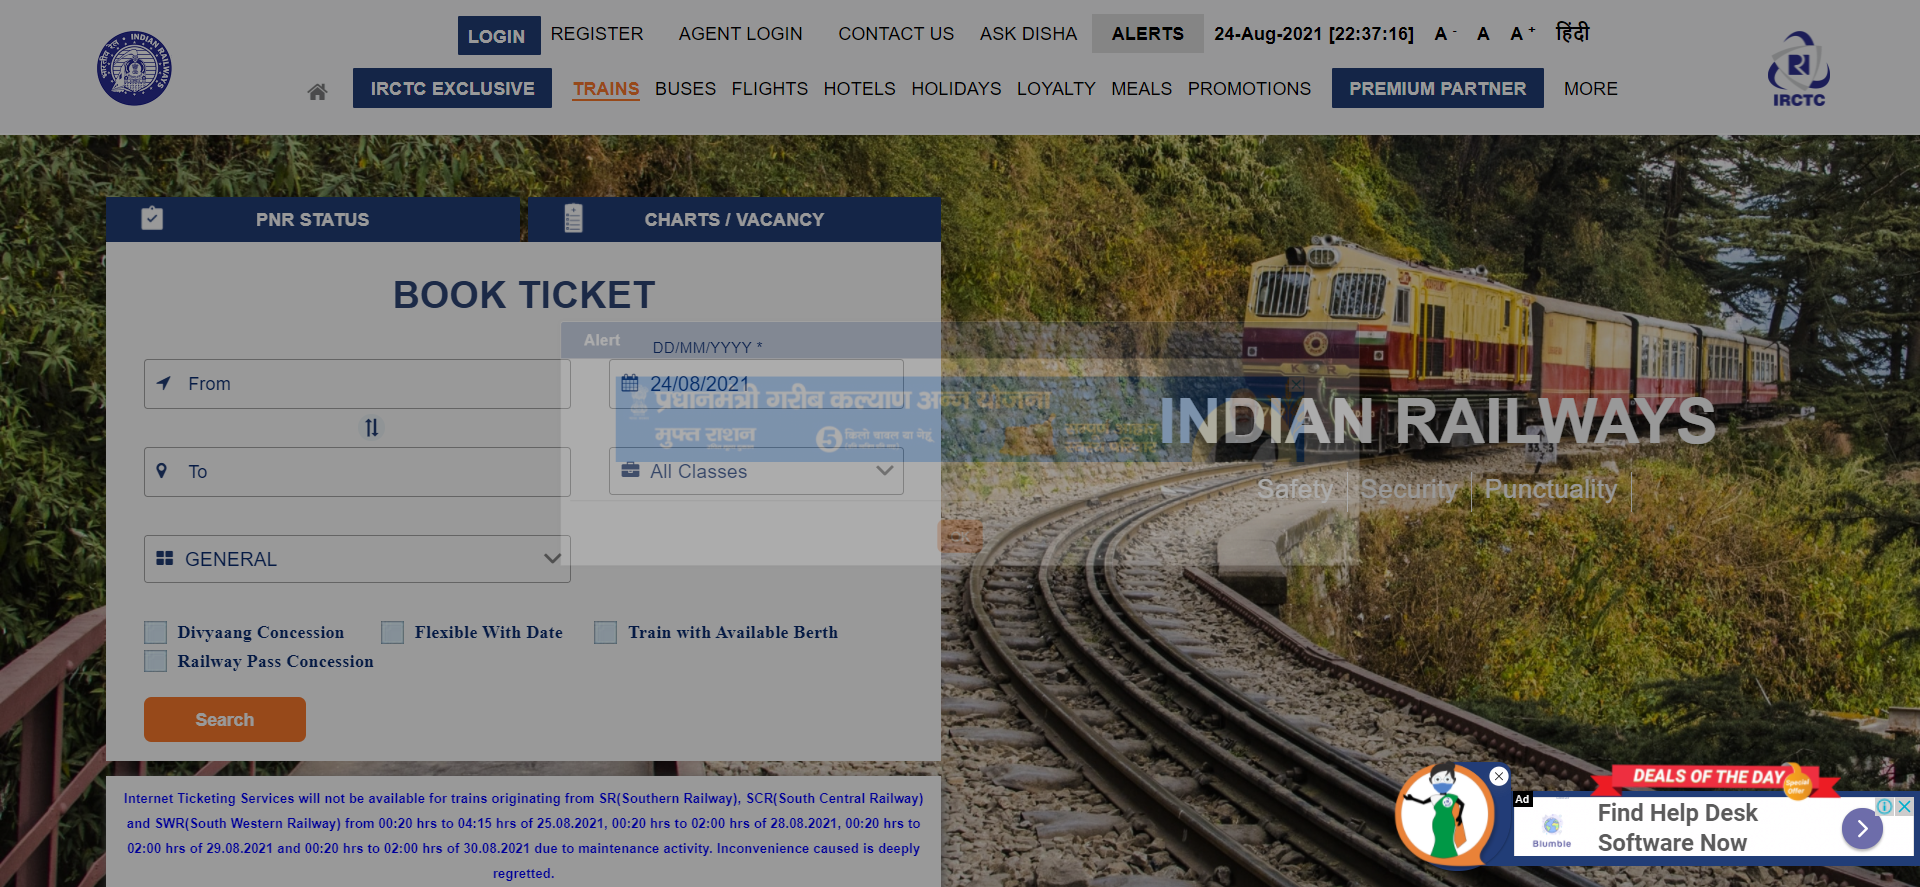 LOGIN
REGISTER
AGENT LOGIN
CONTACT US
ASK DISHA
ALERTS
24-Aug-2021 [22:37:16]
A -
A
A +
हिंदी
IRCTC EXCLUSIVE
TRAINS
BUSES
FLIGHTS
HOTELS
HOLIDAYS
LOYALTY
MEALS
PROMOTIONS
PREMIUM PARTNER
MORE
INDIAN RAILWAYS
भारतीय रेल
IRCTC
PNR STATUS
CHARTS / VACANCY
BOOK TICKET
Alert
DD/MM/YYYY *
From
24/08/2021
प्रधानमंत्री गरीब कल्याण अन्न योजना
मुफ्त राशन
5
To
All Classes
GENERAL
Divyaang Concession
Flexible With Date
Train with Available Berth
Railway Pass Concession
Search
INDIAN RAILWAYS
Safety
Security
Punctuality
Internet Ticketing Services will not be available for trains originating from SR(Southern Railway), SCR(South Central Railway)
and SWR(South Western Railway) from 00:20 hrs to 04:15 hrs of 25.08.2021, 00:20 hrs to 02:00 hrs of 28.08.2021, 00:20 hrs to
02:00 hrs of 29.08.2021 and 00:20 hrs to 02:00 hrs of 30.08.2021 due to maintenance activity. Inconvenience caused is deeply
regretted.
DEALS OF THE DAY
Special
Offer
Ad
Find Help Desk
Software Now
Blumble